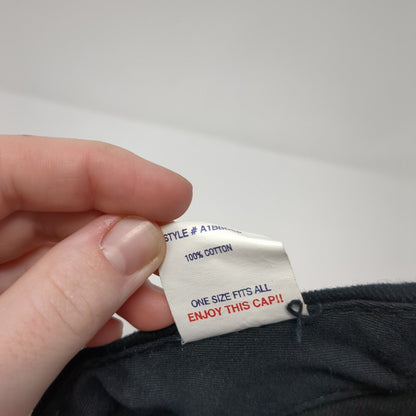 STYLE #
100% COTTON
ONE SIZE FITS ALL
ENJOY THIS CAP!!